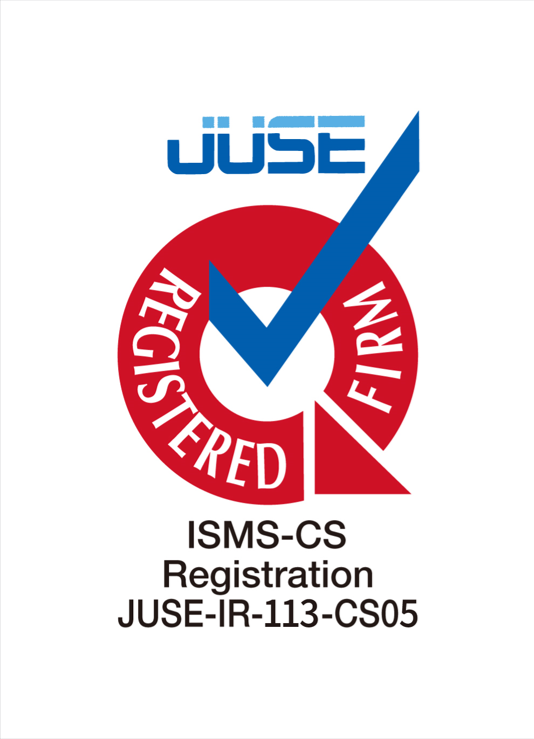 JUSE
REGISTERED FIRM
ISMS-CS
Registration
JUSE-IR-113-CS05